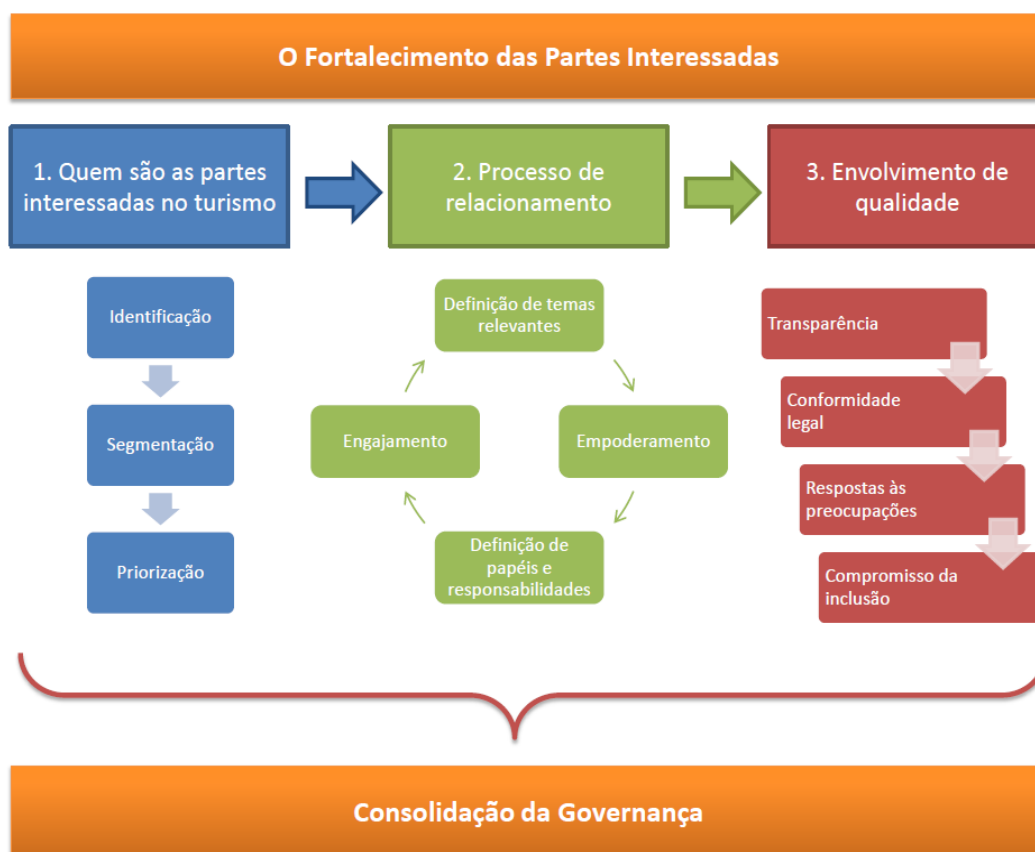 O Fortalecimento das Partes Interessadas
1. Quem são as partes
interessadas no turismo
2. Processo de
relacionamento
3. Envolvimento de
qualidade
Identificação
Segmentação
Priorização
Definição de temas
relevantes
Empoderamento
Definição de
papéis e
responsabilidades
Engajamento
Transparência
Conformidade
legal
Respostas às
preocupações
Compromisso da
inclusão
Consolidação da Governança